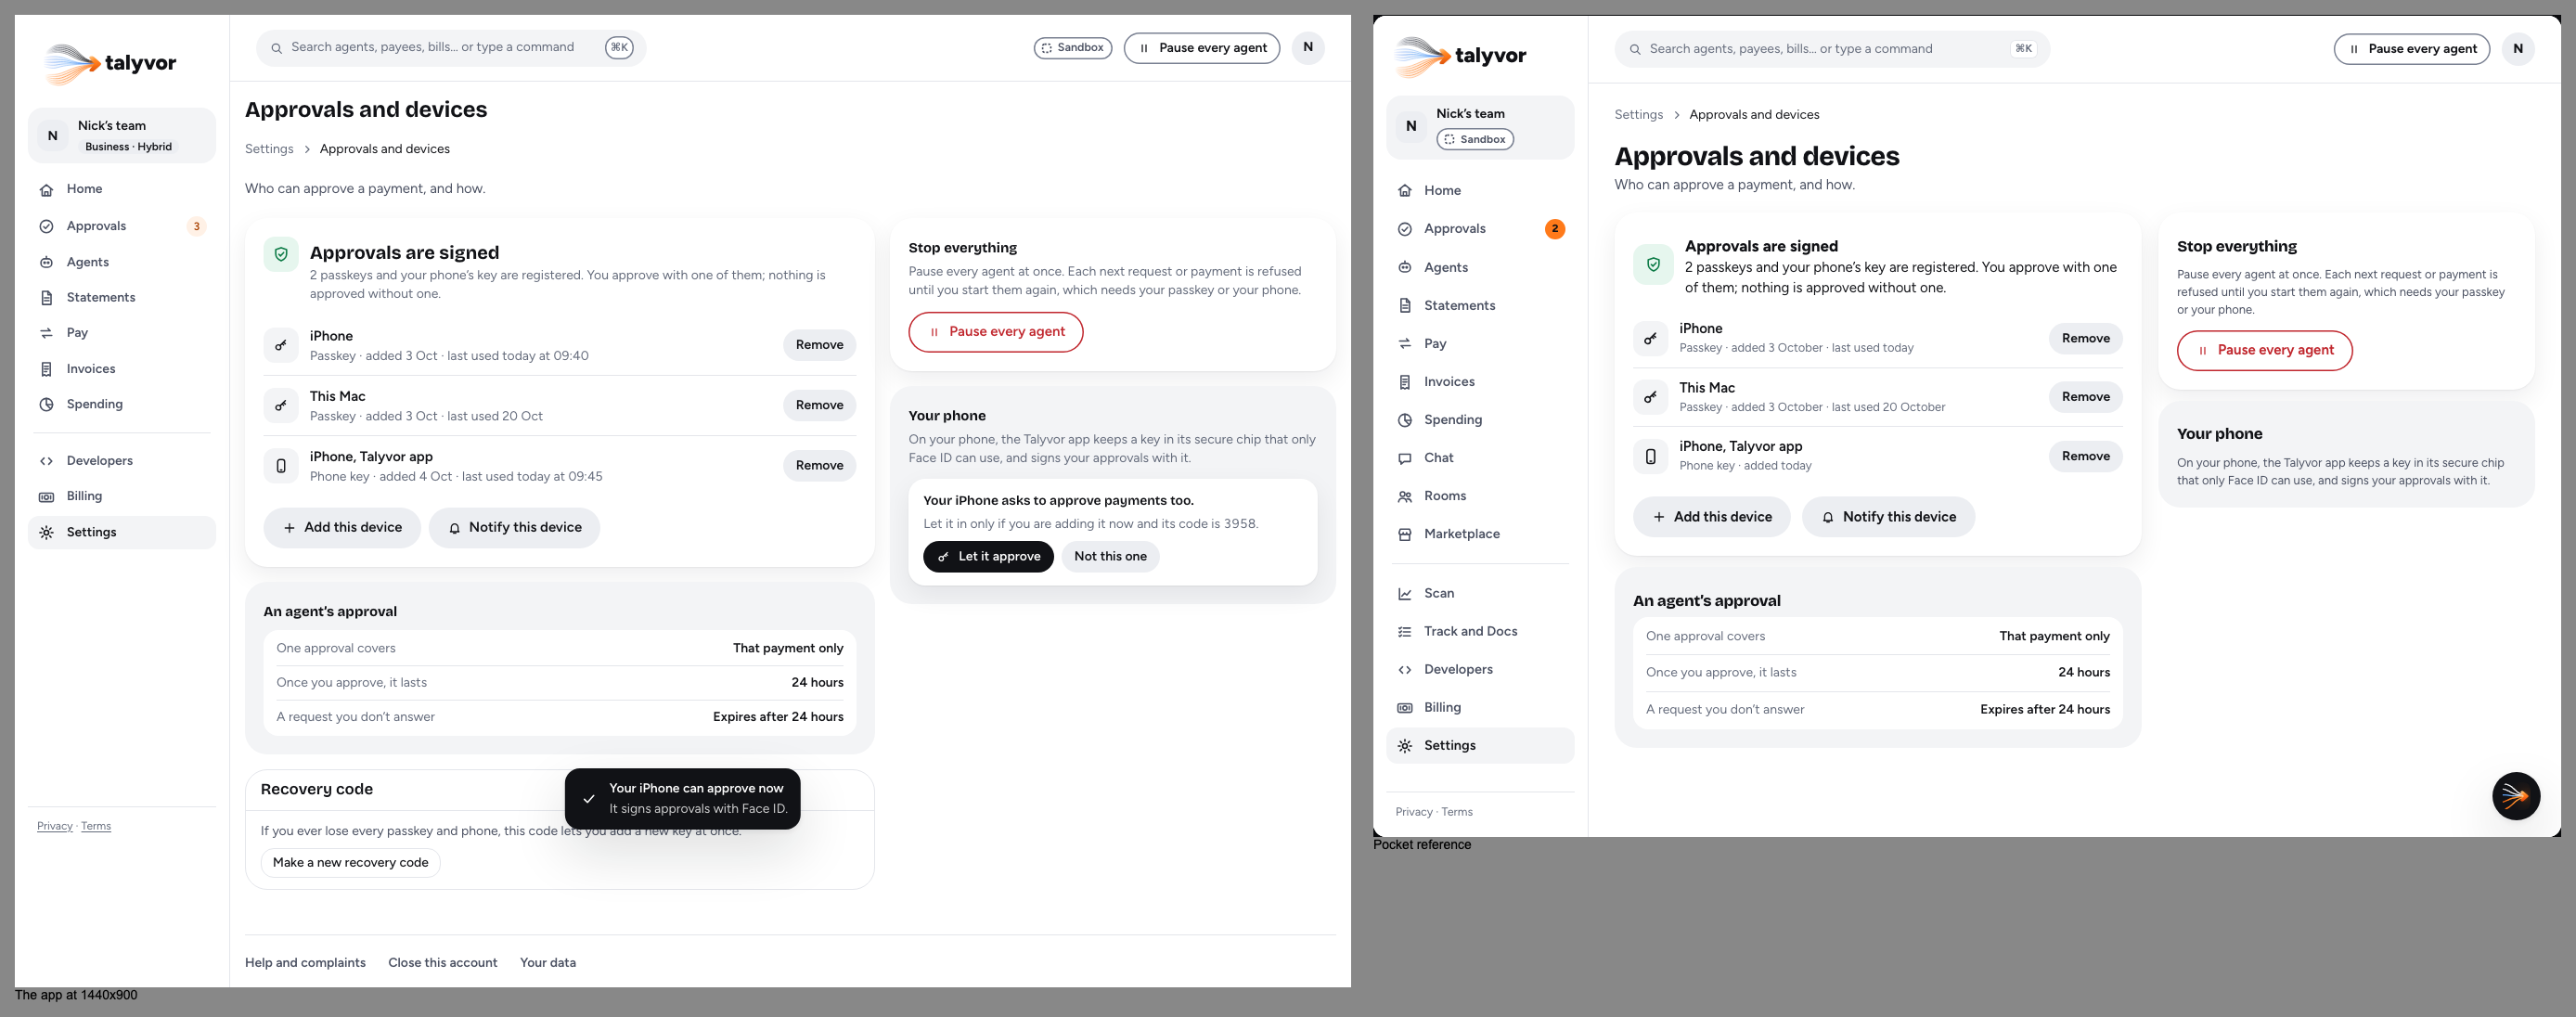 talyvor
Search agents, payees, bills... or type a command
⌘K
Sandbox
Pause every agent
N
N
Nick's team
Business · Hybrid
Home
Approvals
3
Agents
Statements
Pay
Invoices
Spending
Developers
Billing
Settings
Privacy · Terms
Approvals and devices
Settings > Approvals and devices
Who can approve a payment, and how.
Approvals are signed
2 passkeys and your phone's key are registered. You approve with one of them; nothing is
approved without one.
iPhone
Passkey · added 3 Oct · last used today at 09:40
Remove
This Mac
Passkey · added 3 Oct · last used 20 Oct
Remove
iPhone, Talyvor app
Phone key · added 4 Oct · last used today at 09:45
Remove
Add this device
Notify this device
An agent's approval
One approval covers
That payment only
Once you approve, it lasts
24 hours
A request you don't answer
Expires after 24 hours
Recovery code
If you ever lose every passkey and phone, this code lets you add a new key at once.
Make a new recovery code
Your iPhone can approve now
It signs approvals with Face ID.
Stop everything
Pause every agent at once. Each next request or payment is refused
until you start them again, which needs your passkey or your phone.
Pause every agent
Your phone
On your phone, the Talyvor app keeps a key in its secure chip that only
Face ID can use, and signs your approvals with it.
Your iPhone asks to approve payments too.
Let it in only if you are adding it now and its code is 3958.
Let it approve
Not this one
Help and complaints
Close this account
Your data
The app at 1440x900
talyvor
Search agents, payees, bills... or type a command
⌘K
Pause every agent
N
N
Nick's team
Sandbox
Home
Approvals
2
Agents
Statements
Pay
Invoices
Spending
Chat
Rooms
Marketplace
Scan
Track and Docs
Developers
Billing
Settings
Privacy · Terms
Settings > Approvals and devices
Approvals and devices
Who can approve a payment, and how.
Approvals are signed
2 passkeys and your phone's key are registered. You approve with one
of them; nothing is approved without one.
iPhone
Passkey · added 3 October · last used today
Remove
This Mac
Passkey · added 3 October · last used 20 October
Remove
iPhone, Talyvor app
Phone key · added today
Remove
Add this device
Notify this device
An agent's approval
One approval covers
That payment only
Once you approve, it lasts
24 hours
A request you don't answer
Expires after 24 hours
Stop everything
Pause every agent at once. Each next request or payment is
refused until you start them again, which needs your passkey
or your phone.
Pause every agent
Your phone
On your phone, the Talyvor app keeps a key in its secure chip
that only Face ID can use, and signs your approvals with it.
Pocket reference